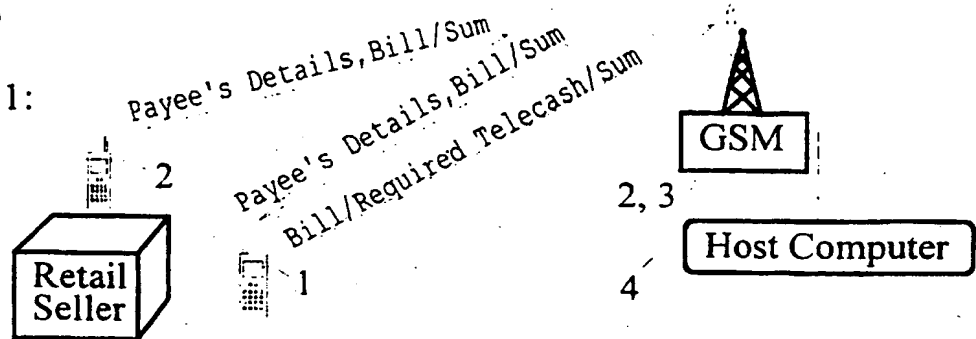 1:
Payee's Details,Bill/Sum
Payee's Details,Bill/Sum
Bill/Required Telecash/Sum
GSM
2
2, 3
Retail
Seller
1
Host Computer
4